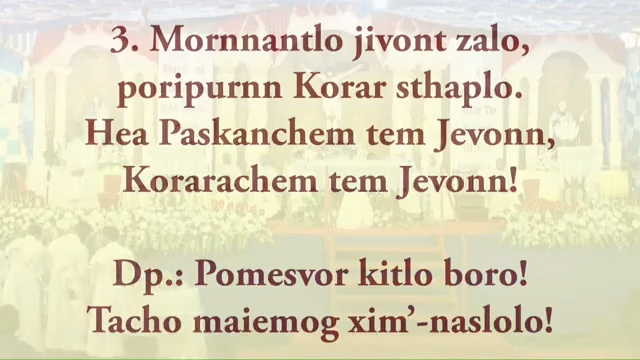 3. Mornnantlo jivont zalo,
poripurnn Korar sthaplo.
Hea Paskanchem tem Jevonn,
Korarachem tem Jevonn!
Dp.: Pomesvor kitlo boro!
Tacho maiemog xim’-naslolo!